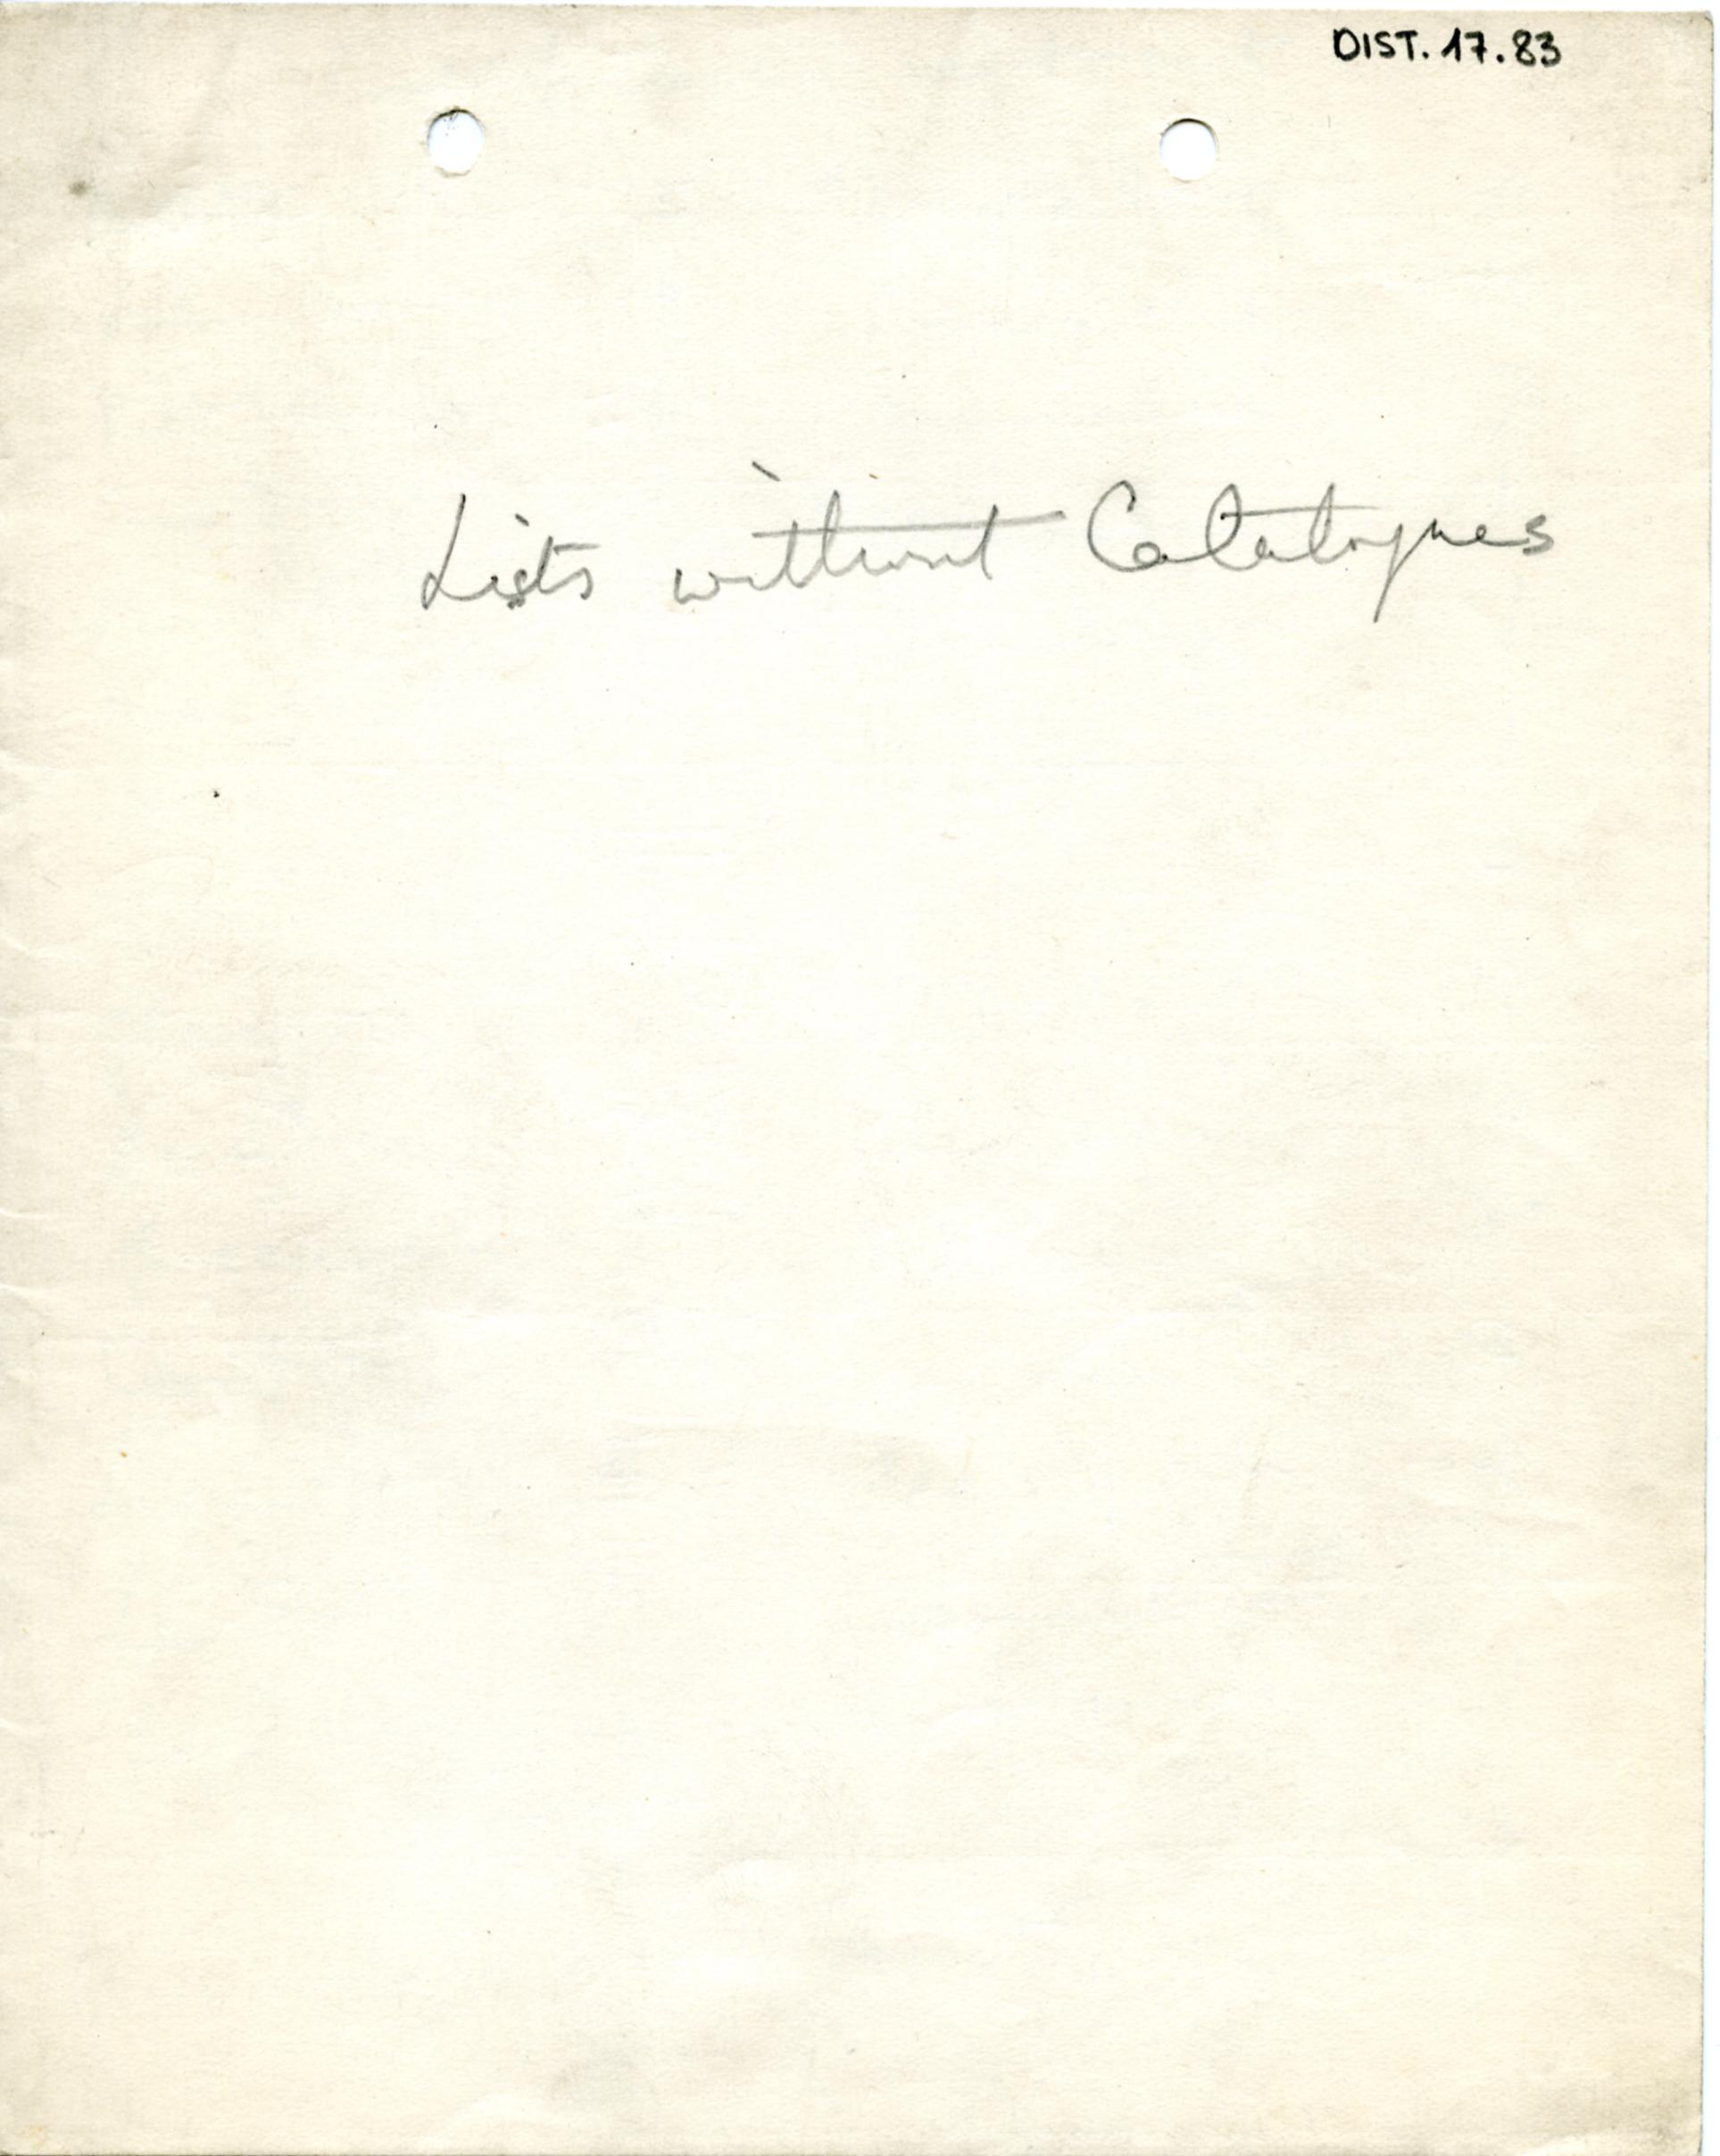 DIST. 17.83
Lists without Catalogues